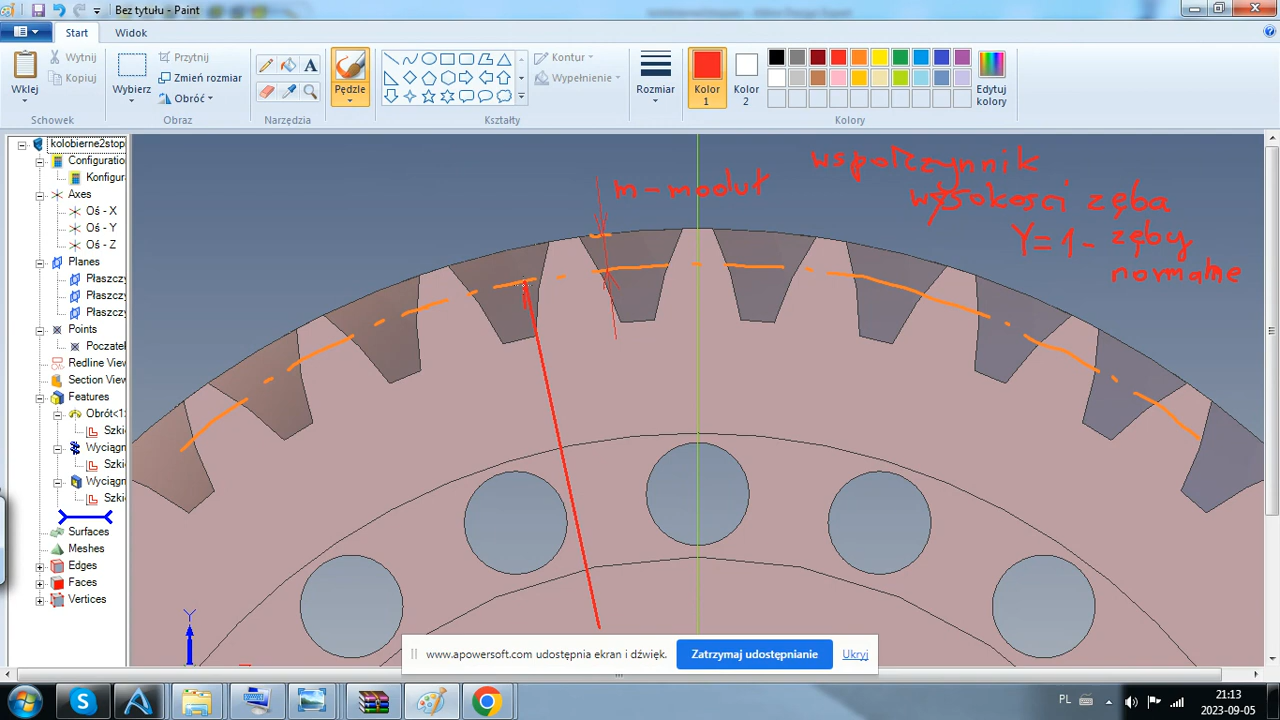 Bez tytułu - Paint
Start
Widok
Wklej
Wytnij
Kopiuj
Schowek
Wybierz
Przytnij
Zmień rozmiar
Obróć
Obraz
Narzędzia
Pędzle
Kształty
Kontur
Wypełnienie
Rozmiar
Kolor 1
Kolor 2
Edytuj kolory
Kolory
kolobierne2stop
Configuratio
Konfigur
Axes
Oś - X
Oś - Y
Oś - Z
Planes
Płaszczy
Płaszczy
Płaszczy
Points
Począteł
Redline View
Section View
Features
Obrót<1
Szki
Wyciągn
Szki
Wyciągn
Szki
Surfaces
Meshes
Edges
Faces
Vertices
m - moduł
wspołrzynnik
wysokości zęba
Y = 1 - zęby
normalne
Y
www.apowersoft.com udostępnia ekran i dźwięk.
Zatrzymaj udostępnianie
Ukryj
PL
21:13
2023-09-05